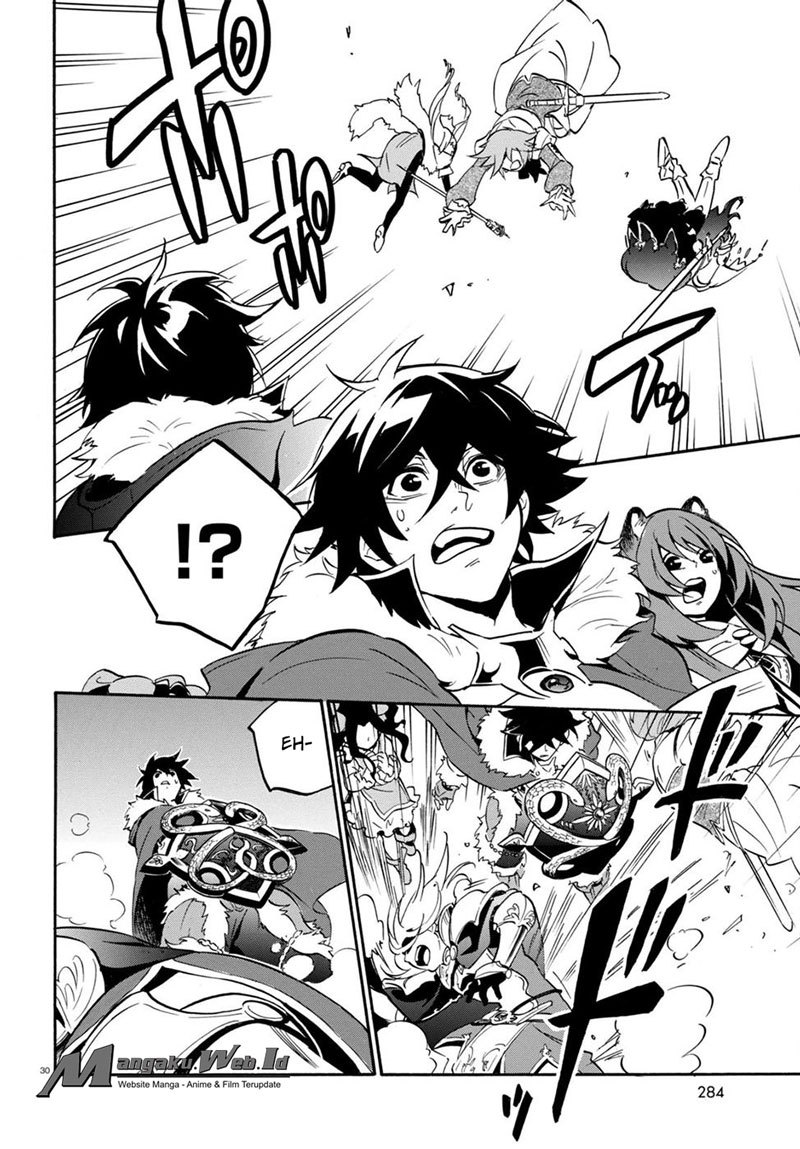 ポ
ポ
!?
EH-
ドドッ
30
Mangaku.Web.Id
Website Manga - Anime & Film Terupdate
284